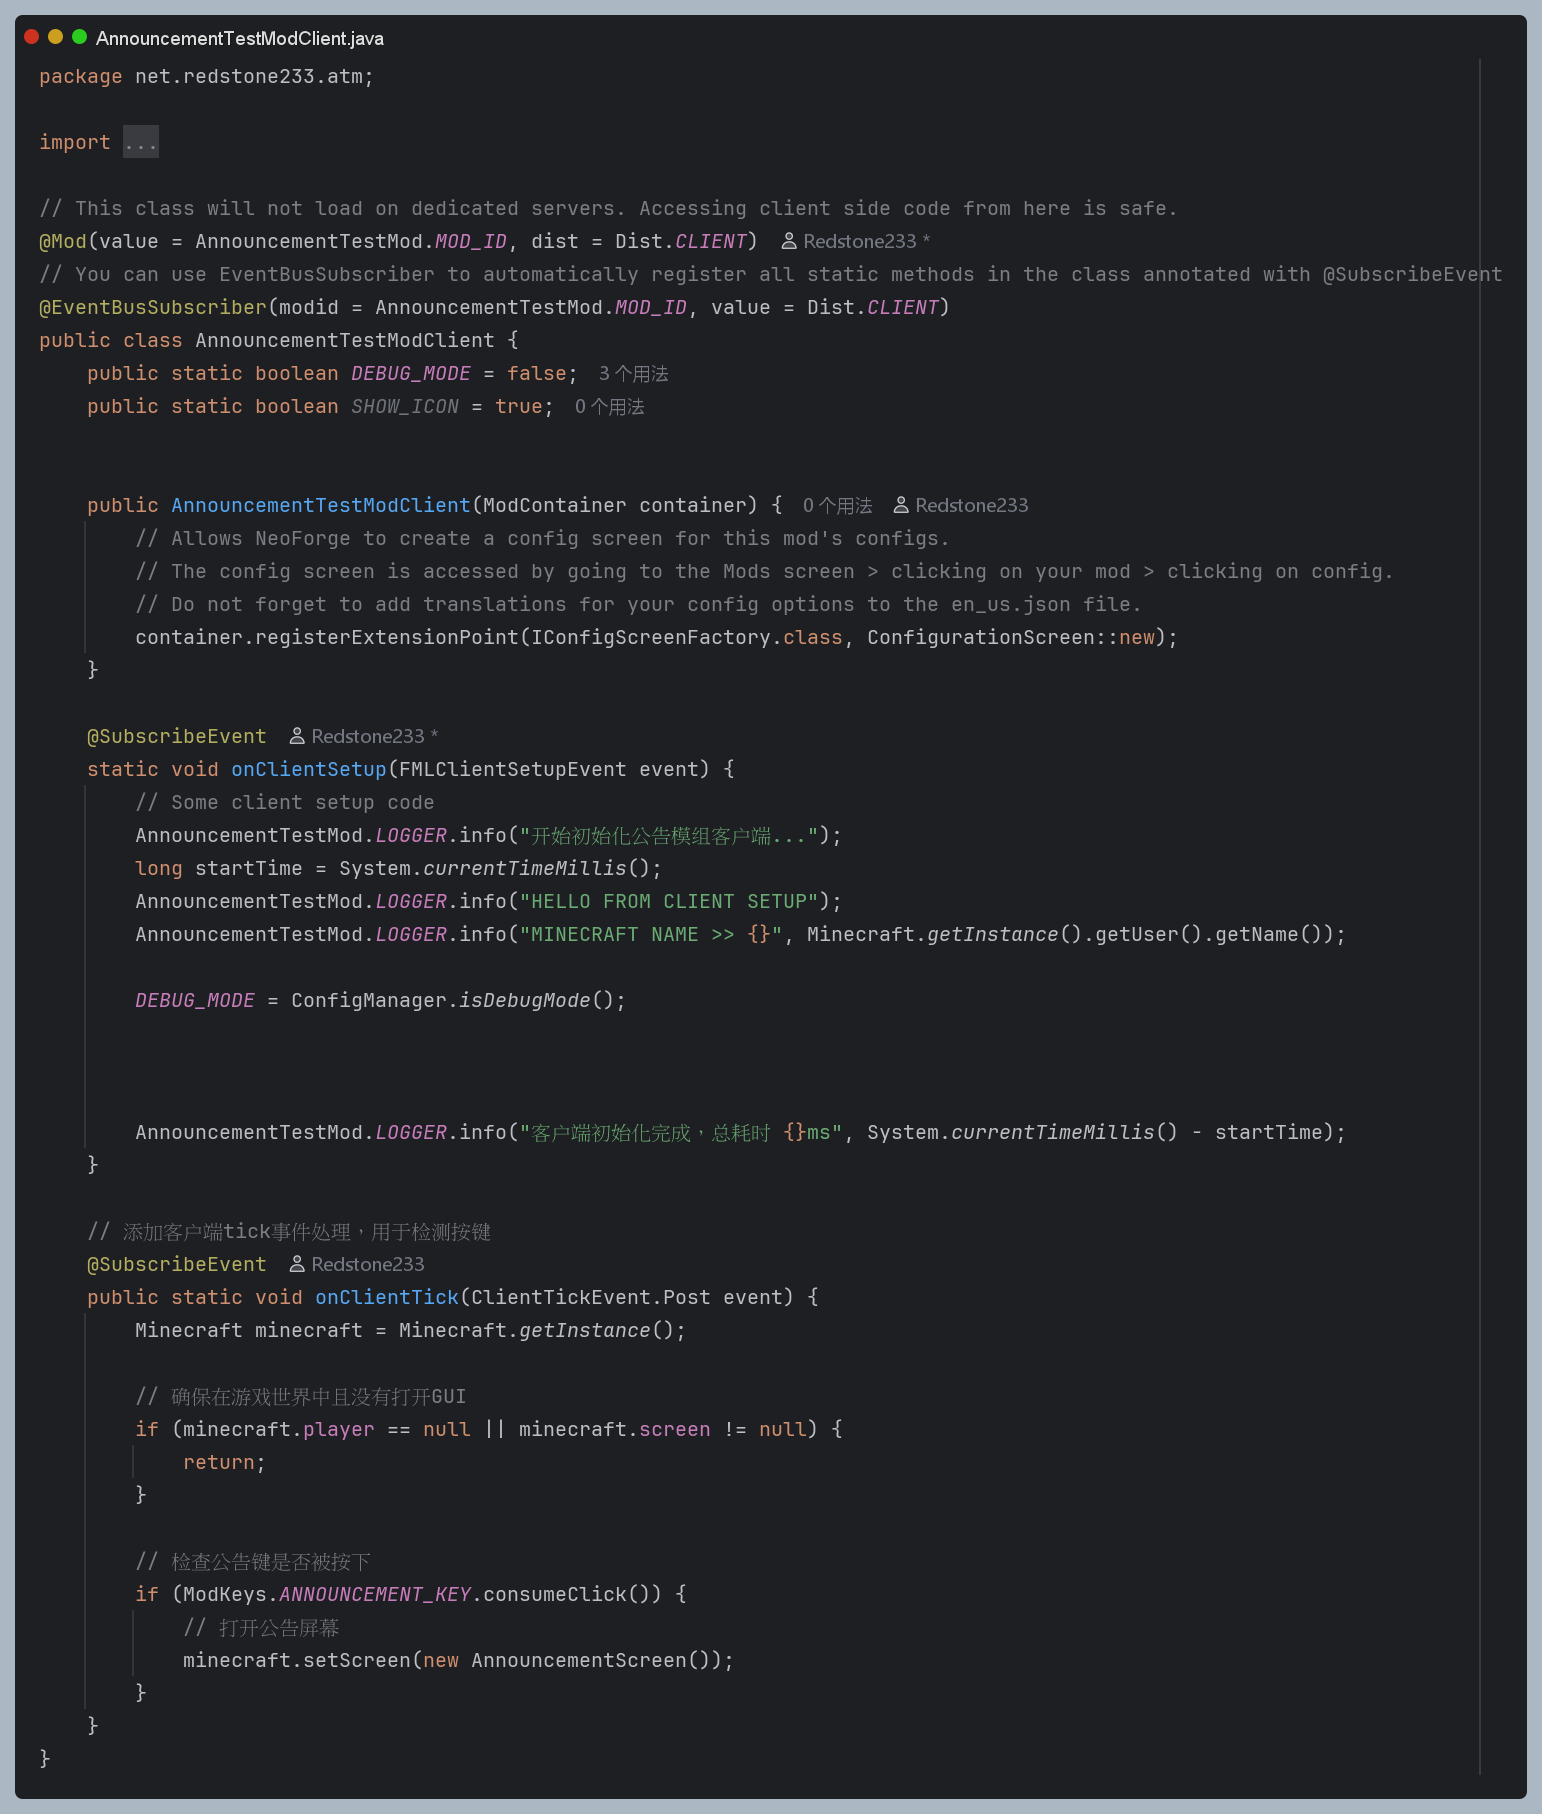 AnnouncementTestModClient.java
package net.redstone233.atm;
import ...
// This class will not load on dedicated servers. Accessing client side code from here is safe.
@Mod(value = AnnouncementTestMod.MOD_ID, dist = Dist.CLIENT) Redstone233 *
// You can use EventBusSubscriber to automatically register all static methods in the class annotated with @SubscribeEvent
@EventBusSubscriber(modid = AnnouncementTestMod.MOD_ID, value = Dist.CLIENT)
public class AnnouncementTestModClient {
    public static boolean DEBUG_MODE = false; 3 个用法
    public static boolean SHOW_ICON = true; 0 个用法
    public AnnouncementTestModClient(ModContainer container) { 0 个用法 Redstone233
        // Allows NeoForge to create a config screen for this mod's configs.
        // The config screen is accessed by going to the Mods screen > clicking on your mod > clicking on config.
        // Do not forget to add translations for your config options to the en_us.json file.
        container.registerExtensionPoint(IConfigScreenFactory.class, ConfigurationScreen::new);
    }
    @SubscribeEvent Redstone233 *
    static void onClientSetup(FMLClientSetupEvent event) {
        // Some client setup code
        AnnouncementTestMod.LOGGER.info("开始初始化公告模组客户端...");
        long startTime = System.currentTimeMillis();
        AnnouncementTestMod.LOGGER.info("HELLO FROM CLIENT SETUP");
        AnnouncementTestMod.LOGGER.info("MINECRAFT NAME >> {}", Minecraft.getInstance().getUser().getName());
        DEBUG_MODE = ConfigManager.isDebugMode();
        AnnouncementTestMod.LOGGER.info("客户端初始化完成，总耗时 {}ms", System.currentTimeMillis() - startTime);
    }
    // 添加客户端tick事件处理，用于检测按键
    @SubscribeEvent Redstone233
    public static void onClientTick(ClientTickEvent.Post event) {
        Minecraft minecraft = Minecraft.getInstance();
        // 确保在游戏世界中且没有打开GUI
        if (minecraft.player == null || minecraft.screen != null) {
            return;
        }
        // 检查公告键是否被按下
        if (ModKeys.ANNOUNCEMENT_KEY.consumeClick()) {
            // 打开公告屏幕
            minecraft.setScreen(new AnnouncementScreen());
        }
    }
}